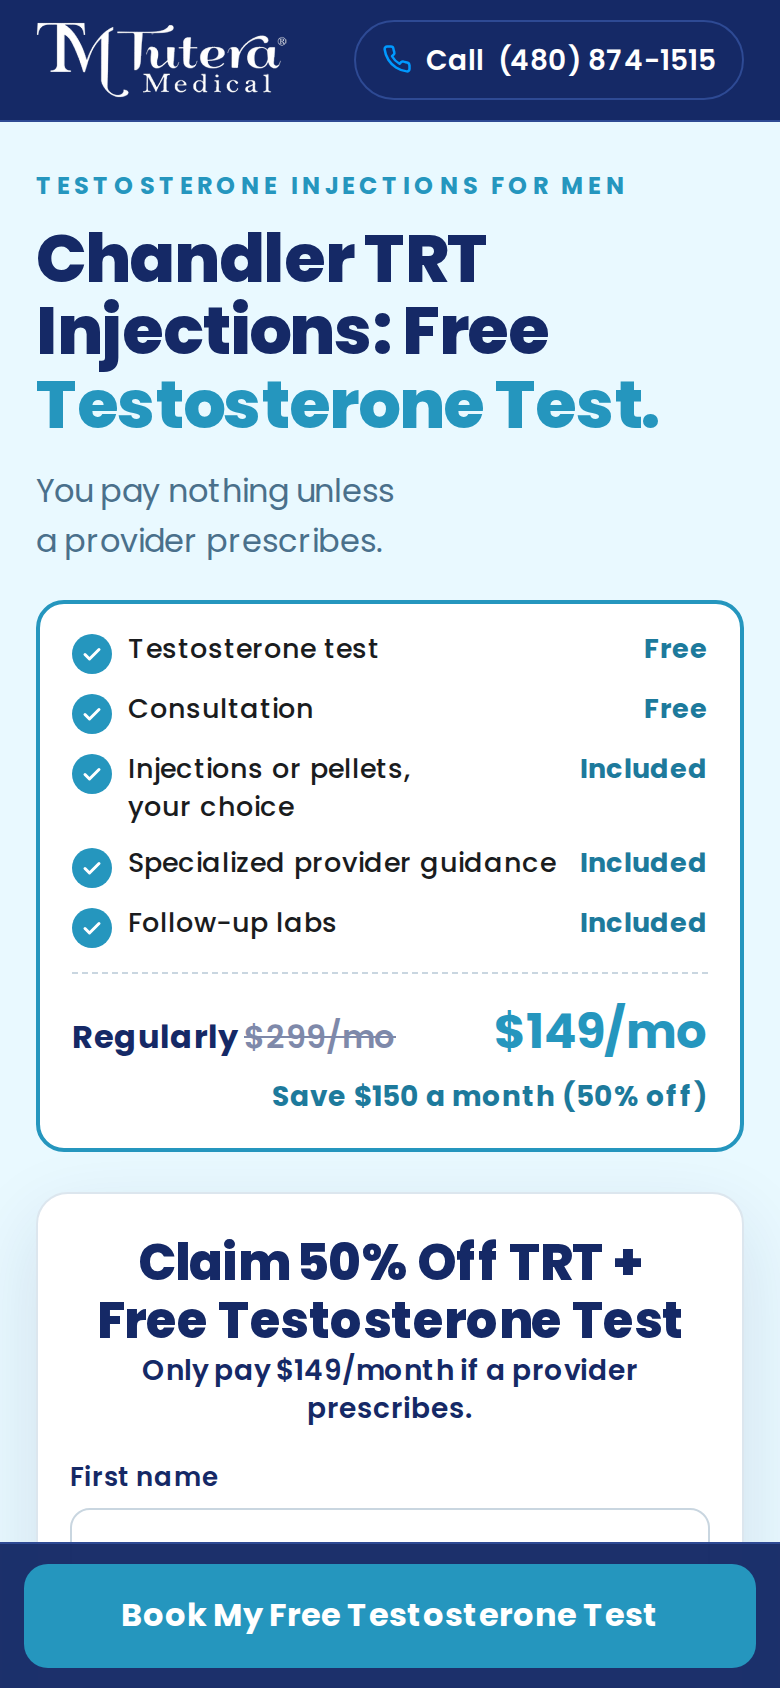 TM Tutera®
Medical
Call (480) 874-1515
TESTOSTERONE INJECTIONS FOR MEN
Chandler TRT
Injections: Free
Testosterone Test.
You pay nothing unless
a provider prescribes.
Testosterone test Free
Consultation Free
Injections or pellets, Included
your choice
Specialized provider guidance Included
Follow-up labs Included
Regularly $299/mo $149/mo
Save $150 a month (50% off)
Claim 50% Off TRT +
Free Testosterone Test
Only pay $149/month if a provider
prescribes.
First name
Book My Free Testosterone Test